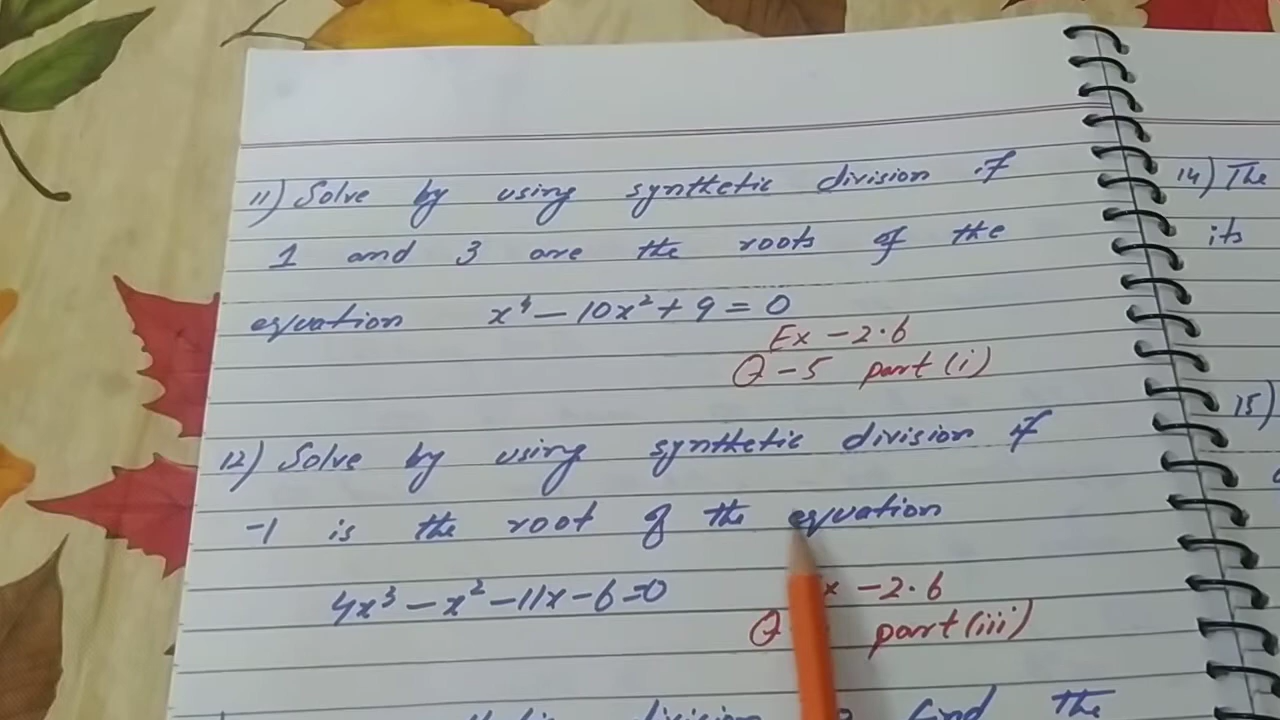 11) Solve by using synthetic division if
1 and 3 are the roots of the
equation x⁴ - 10x² + 9 = 0
Ex - 2.6
Q - 5 part (i)
12) Solve by using synthetic division if
-1 is the root of the equation
4x³ - x² - 11x - 6 = 0
x - 2.6
Q part (iii)
division find the
14) The
its
15)